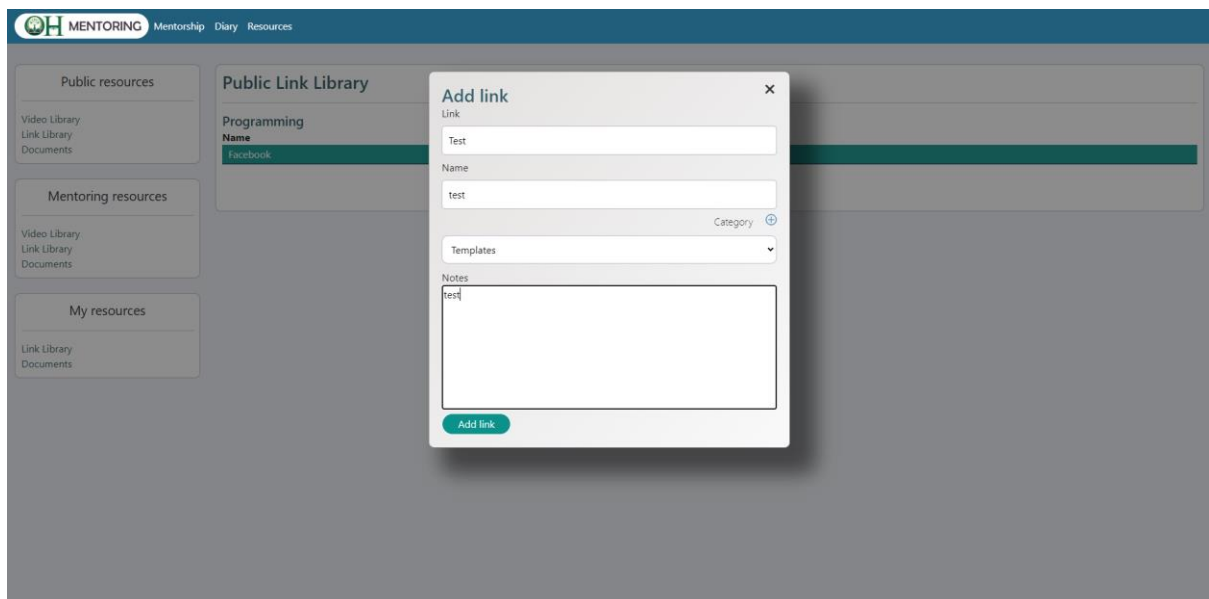 OH MENTORING Mentorship Diary Resources
Public resources
Video Library
Link Library
Documents
Mentoring resources
Video Library
Link Library
Documents
My resources
Link Library
Documents
Public Link Library
Programming
Name
Facebook
Add link ×
Link
Test
Name
test
Category
Templates
Notes
test
Add link